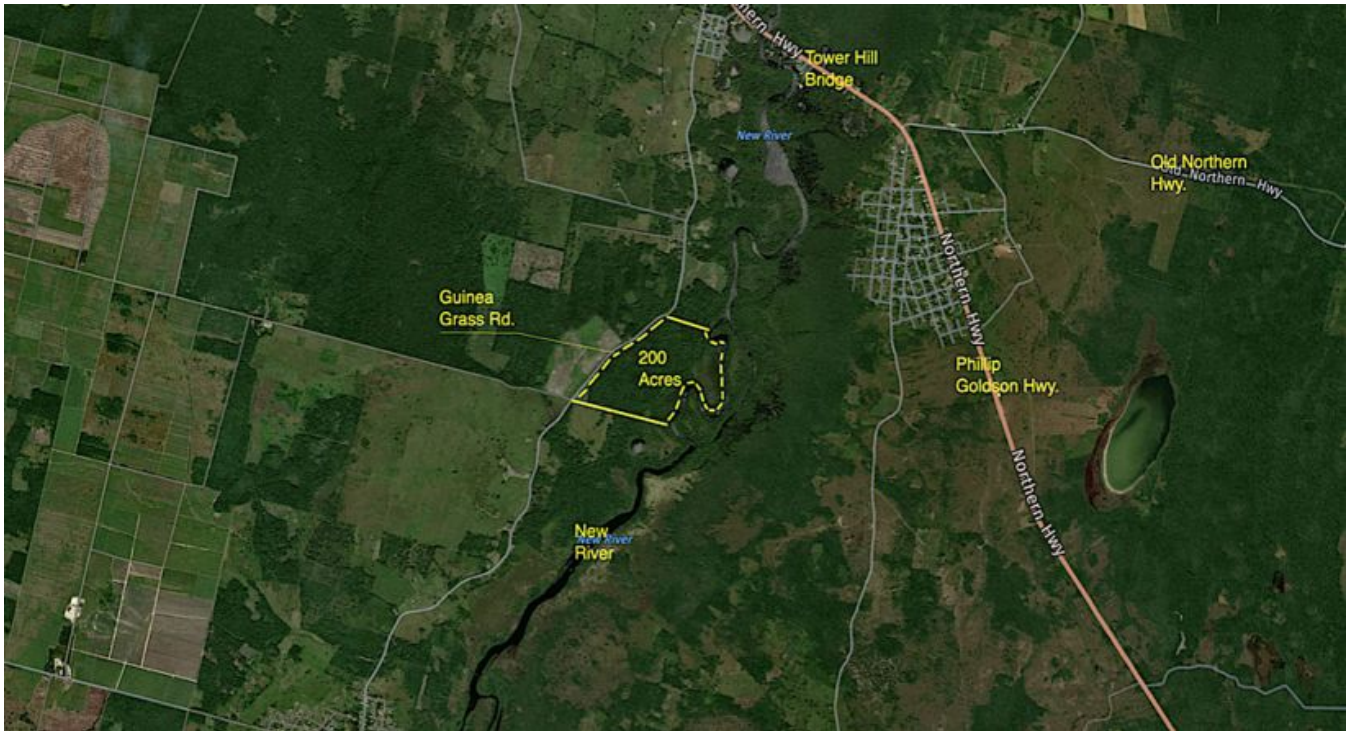 Northern Hwy
Tower Hill
Bridge
New River
Old Northern
Hwy.
Old Northern Hwy
Guinea
Grass Rd.
Northern Hwy
200
Acres
Phillip
Goldson Hwy.
Northern Hwy
New
River
New River